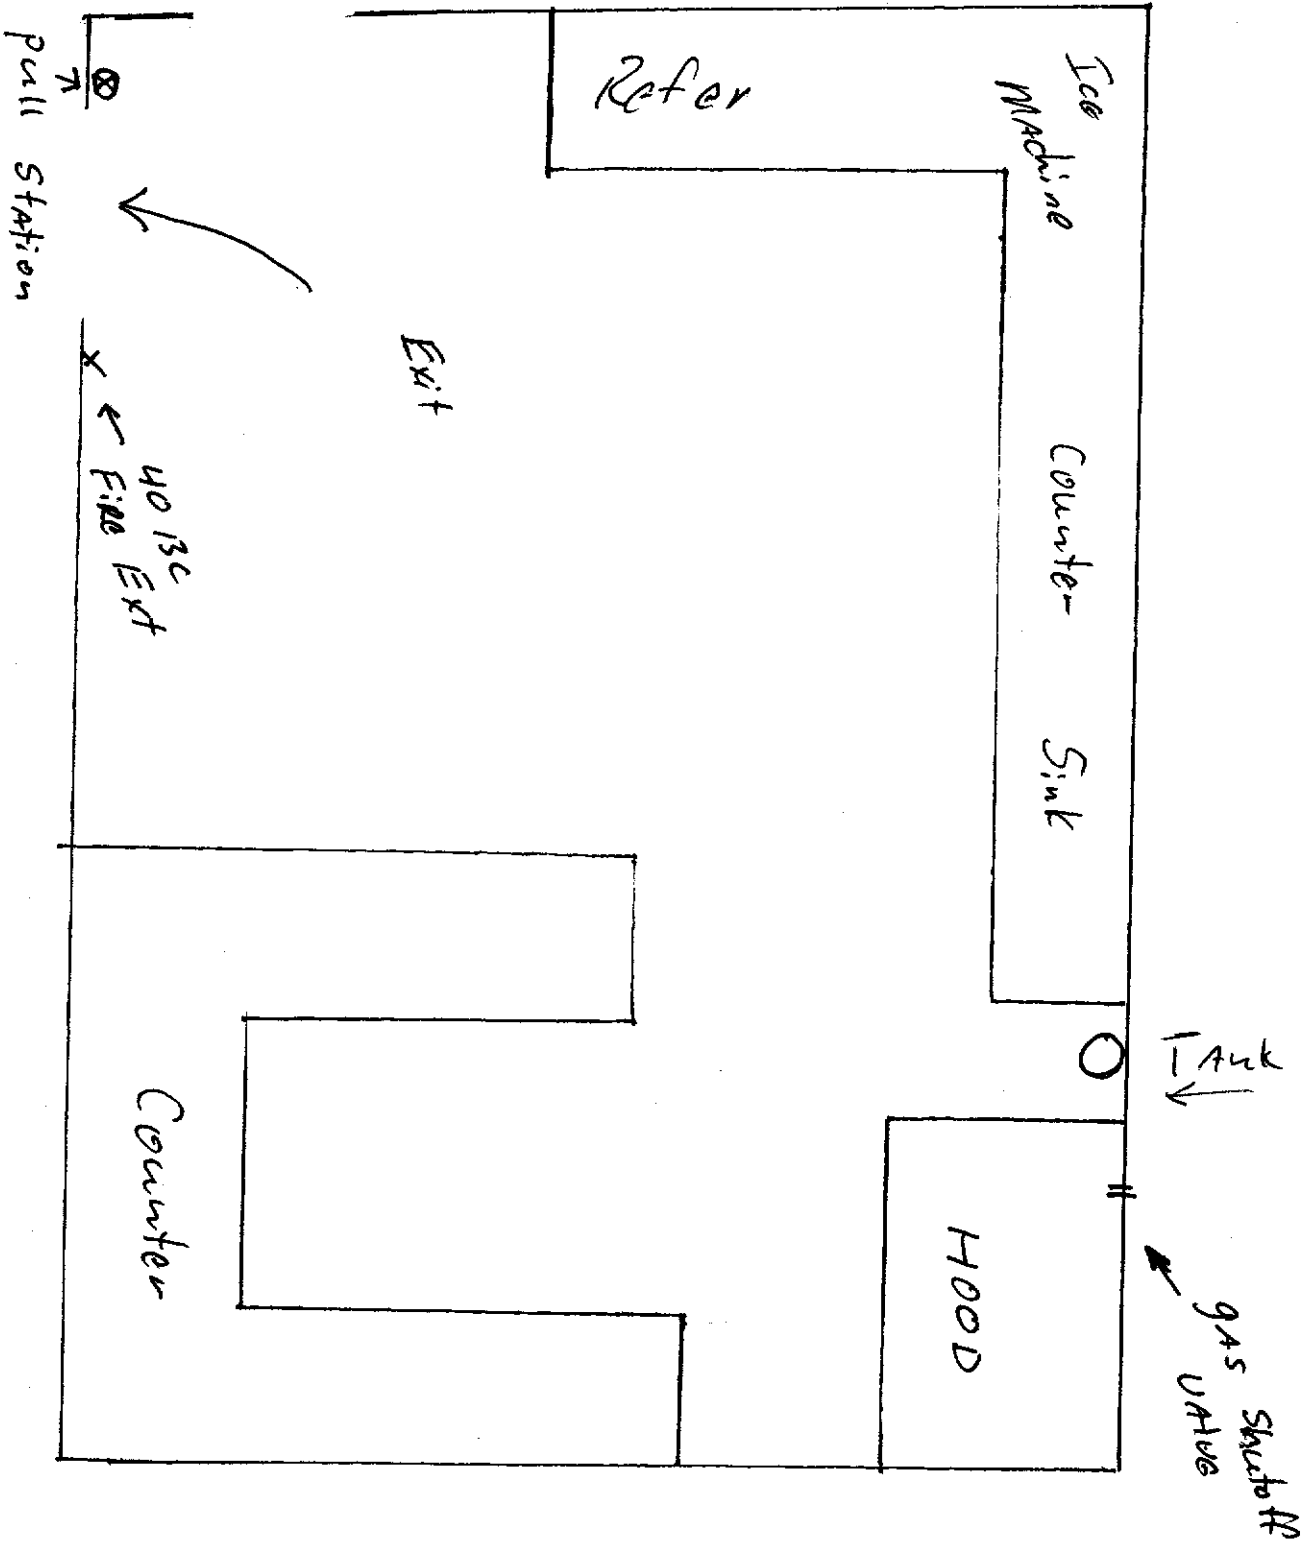 Tank
gAS Shutoff
VAlve
Ice
MAchine
Counter
Sink
HOOD
Refer
Exit
40 BC
Fire Ext
Counter
Pull StAtion